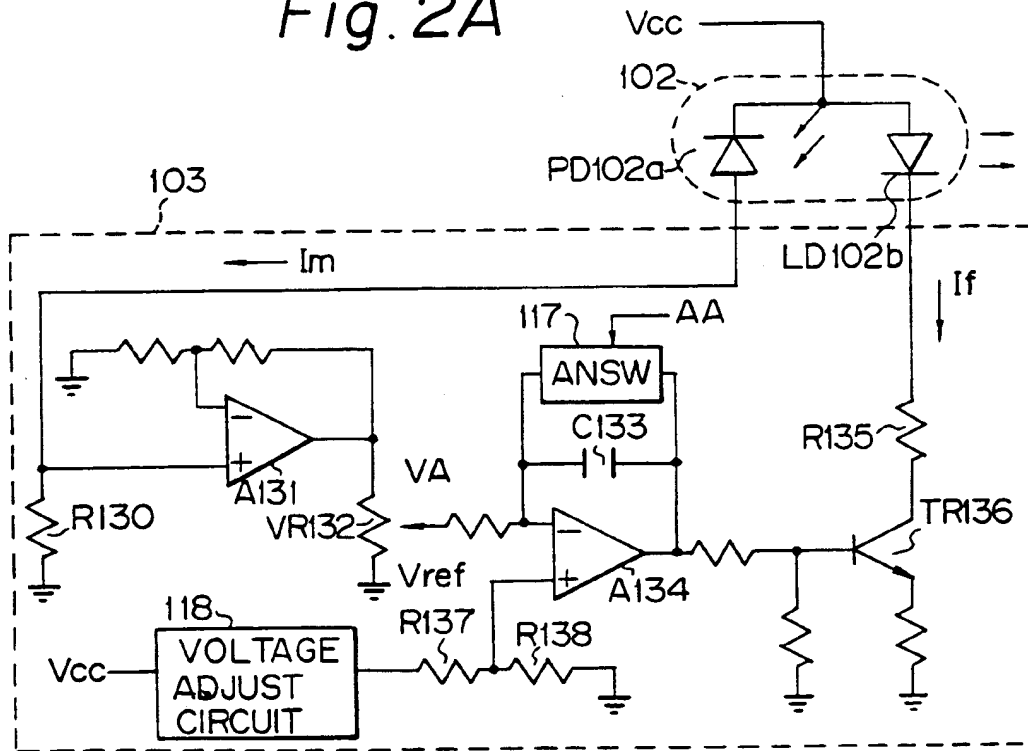 Fig. 2A
Vcc
102
PD102a
103
LD102b
Im
If
117
AA
ANSW
C133
R135
VA
A131
R130
VR132
TR136
Vref
A134
118
R137
R138
Vcc
VOLTAGE
ADJUST
CIRCUIT
−
+
−
+